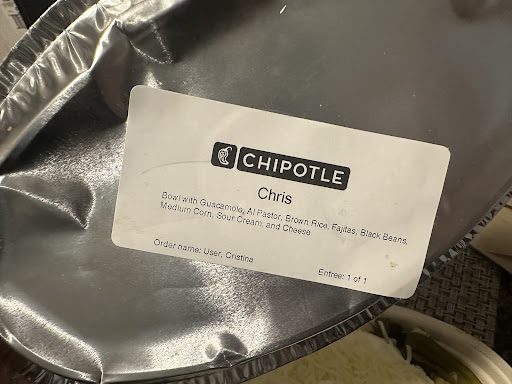 CHIPOTLE
Chris
Bowl with Guacamole, Al Pastor, Brown Rice, Fajitas, Black Beans,
Medium Corn, Sour Cream, and Cheese
Order name: User, Cristina
Entree: 1 of 1